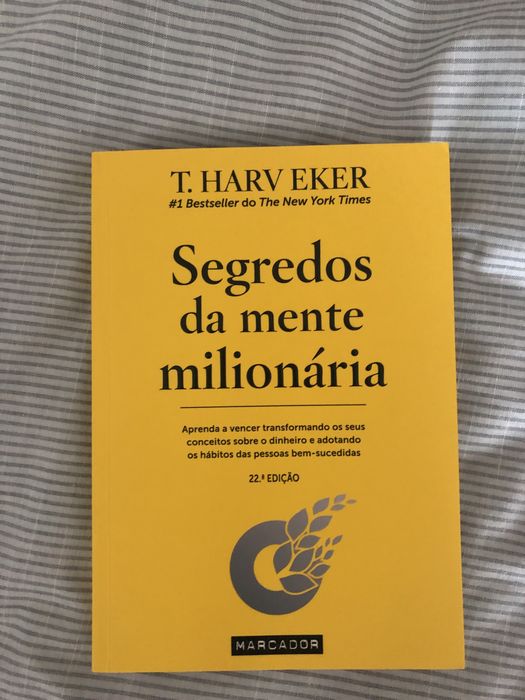 T. HARV EKER
#1 Bestseller do The New York Times
Segredos
da mente
milionária
Aprenda a vencer transformando os seus
conceitos sobre o dinheiro e adotando
os hábitos das pessoas bem-sucedidas
22.ª EDIÇÃO
MARCADOR